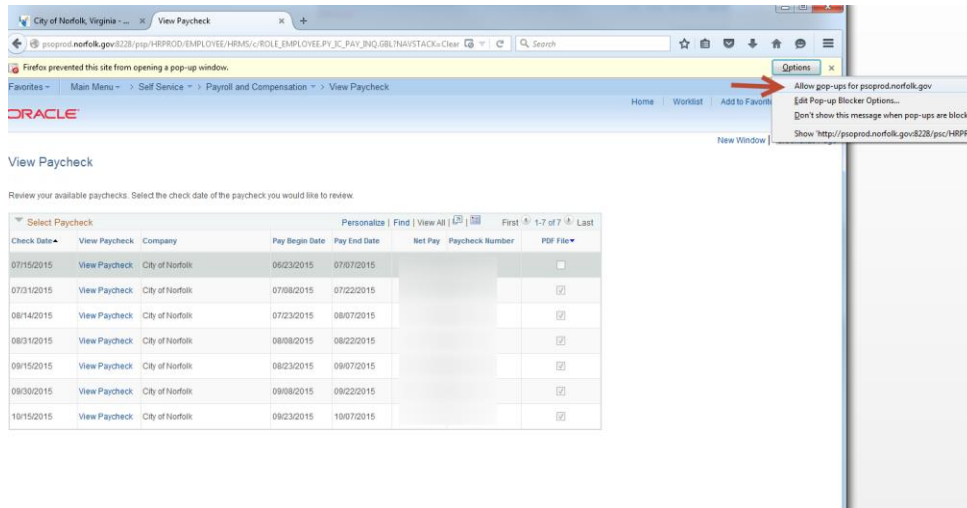 City of Norfolk, Virginia - ...
View Paycheck
psoprod.norfolk.gov:8228/psp/HRPROD/EMPLOYEE/HRMS/c/ROLE_EMPLOYEE.PY_IC_PAY_INQ.GBL?NAVSTACK=Clear
Search
Firefox prevented this site from opening a pop-up window.
Options
Allow pop-ups for psoprod.norfolk.gov
Edit Pop-up Blocker Options...
Don't show this message when pop-ups are block
Show 'http://psoprod.norfolk.gov:8228/psc/HRPR
Favorites Main Menu > Self Service > Payroll and Compensation > View Paycheck
ORACLE
Home | Worklist | Add to Favorit
New Window |
View Paycheck
Review your available paychecks. Select the check date of the paycheck you would like to review.
Select Paycheck Personalize | Find | View All | First 1-7 of 7 Last
Check Date View Paycheck Company Pay Begin Date Pay End Date Net Pay Paycheck Number PDF File
07/15/2015 View Paycheck City of Norfolk 06/23/2015 07/07/2015
07/31/2015 View Paycheck City of Norfolk 07/08/2015 07/22/2015
08/14/2015 View Paycheck City of Norfolk 07/23/2015 08/07/2015
08/31/2015 View Paycheck City of Norfolk 08/08/2015 08/22/2015
09/15/2015 View Paycheck City of Norfolk 08/23/2015 09/07/2015
09/30/2015 View Paycheck City of Norfolk 09/08/2015 09/22/2015
10/15/2015 View Paycheck City of Norfolk 09/23/2015 10/07/2015